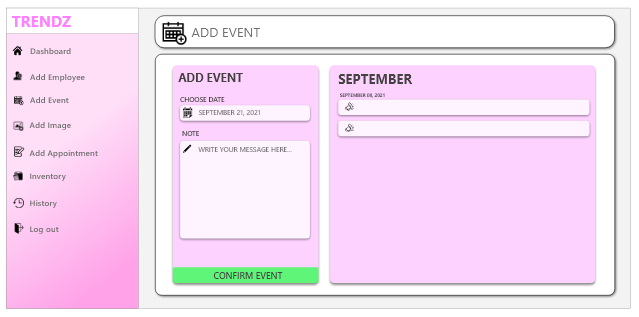 TRENDZ
Dashboard
Add Employee
Add Event
Add Image
Add Appointment
Inventory
History
Log out
ADD EVENT
ADD EVENT
CHOOSE DATE
SEPTEMBER 21, 2021
NOTE
WRITE YOUR MESSAGE HERE...
CONFIRM EVENT
SEPTEMBER
SEPTEMBER 08, 2021